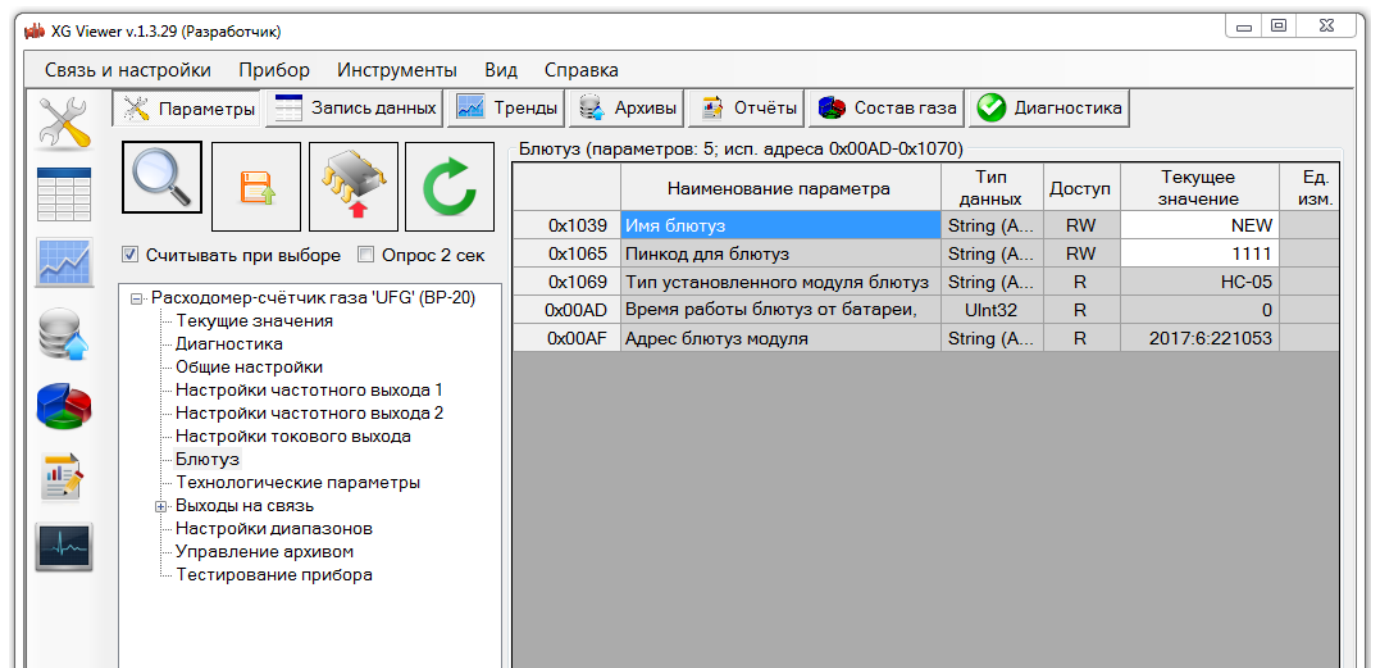 XG Viewer v.1.3.29 (Разработчик)
Связь и настройки Прибор Инструменты Вид Справка
Параметры Запись данных Тренды Архивы Отчёты Состав газа Диагностика
Блютуз (параметров: 5; исп. адреса 0x00AD-0x1070)
Наименование параметра Тип данных Доступ Текущее значение Ед. изм.
0x1039 Имя блютуз String (A... RW NEW
0x1065 Пинкод для блютуз String (A... RW 1111
0x1069 Тип установленного модуля блютуз String (A... R HC-05
0x00AD Время работы блютуз от батареи, UInt32 R 0
0x00AF Адрес блютуз модуля String (A... R 2017:6:221053
Считывать при выборе Опрос 2 сек
Расходомер-счётчик газа 'UFG' (BP-20)
Текущие значения
Диагностика
Общие настройки
Настройки частотного выхода 1
Настройки частотного выхода 2
Настройки токового выхода
Блютуз
Технологические параметры
Выходы на связь
Настройки диапазонов
Управление архивом
Тестирование прибора